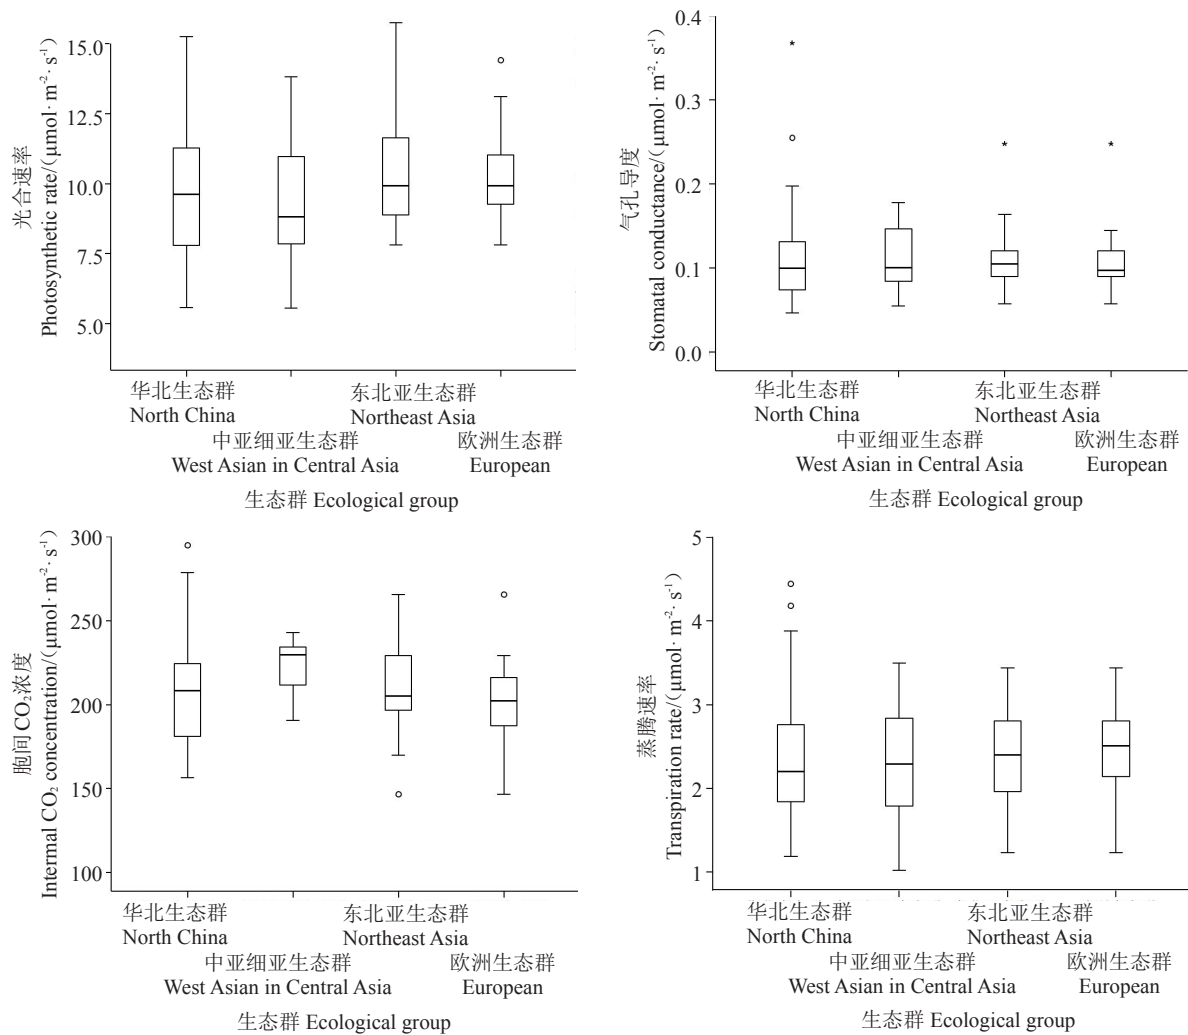 光合速率
Photosynthetic rate/(μmol· m⁻²· s⁻¹)
15.0
12.5
10.0
7.5
5.0
华北生态群
North China
东北亚生态群
Northeast Asia
中亚细亚生态群
West Asian in Central Asia
欧洲生态群
European
生态群 Ecological group
气孔导度
Stomatal conductance/(μmol· m⁻²· s⁻¹)
0.4
0.3
0.2
0.1
0.0
华北生态群
North China
东北亚生态群
Northeast Asia
中亚细亚生态群
West Asian in Central Asia
欧洲生态群
European
生态群 Ecological group
胞间CO₂浓度
Intermal CO₂ concentration/(μmol· m⁻²· s⁻¹)
300
250
200
150
100
华北生态群
North China
东北亚生态群
Northeast Asia
中亚细亚生态群
West Asian in Central Asia
欧洲生态群
European
生态群 Ecological group
蒸腾速率
Transpiration rate/(μmol· m⁻²· s⁻¹)
5
4
3
2
1
华北生态群
North China
东北亚生态群
Northeast Asia
中亚细亚生态群
West Asian in Central Asia
欧洲生态群
European
生态群 Ecological group